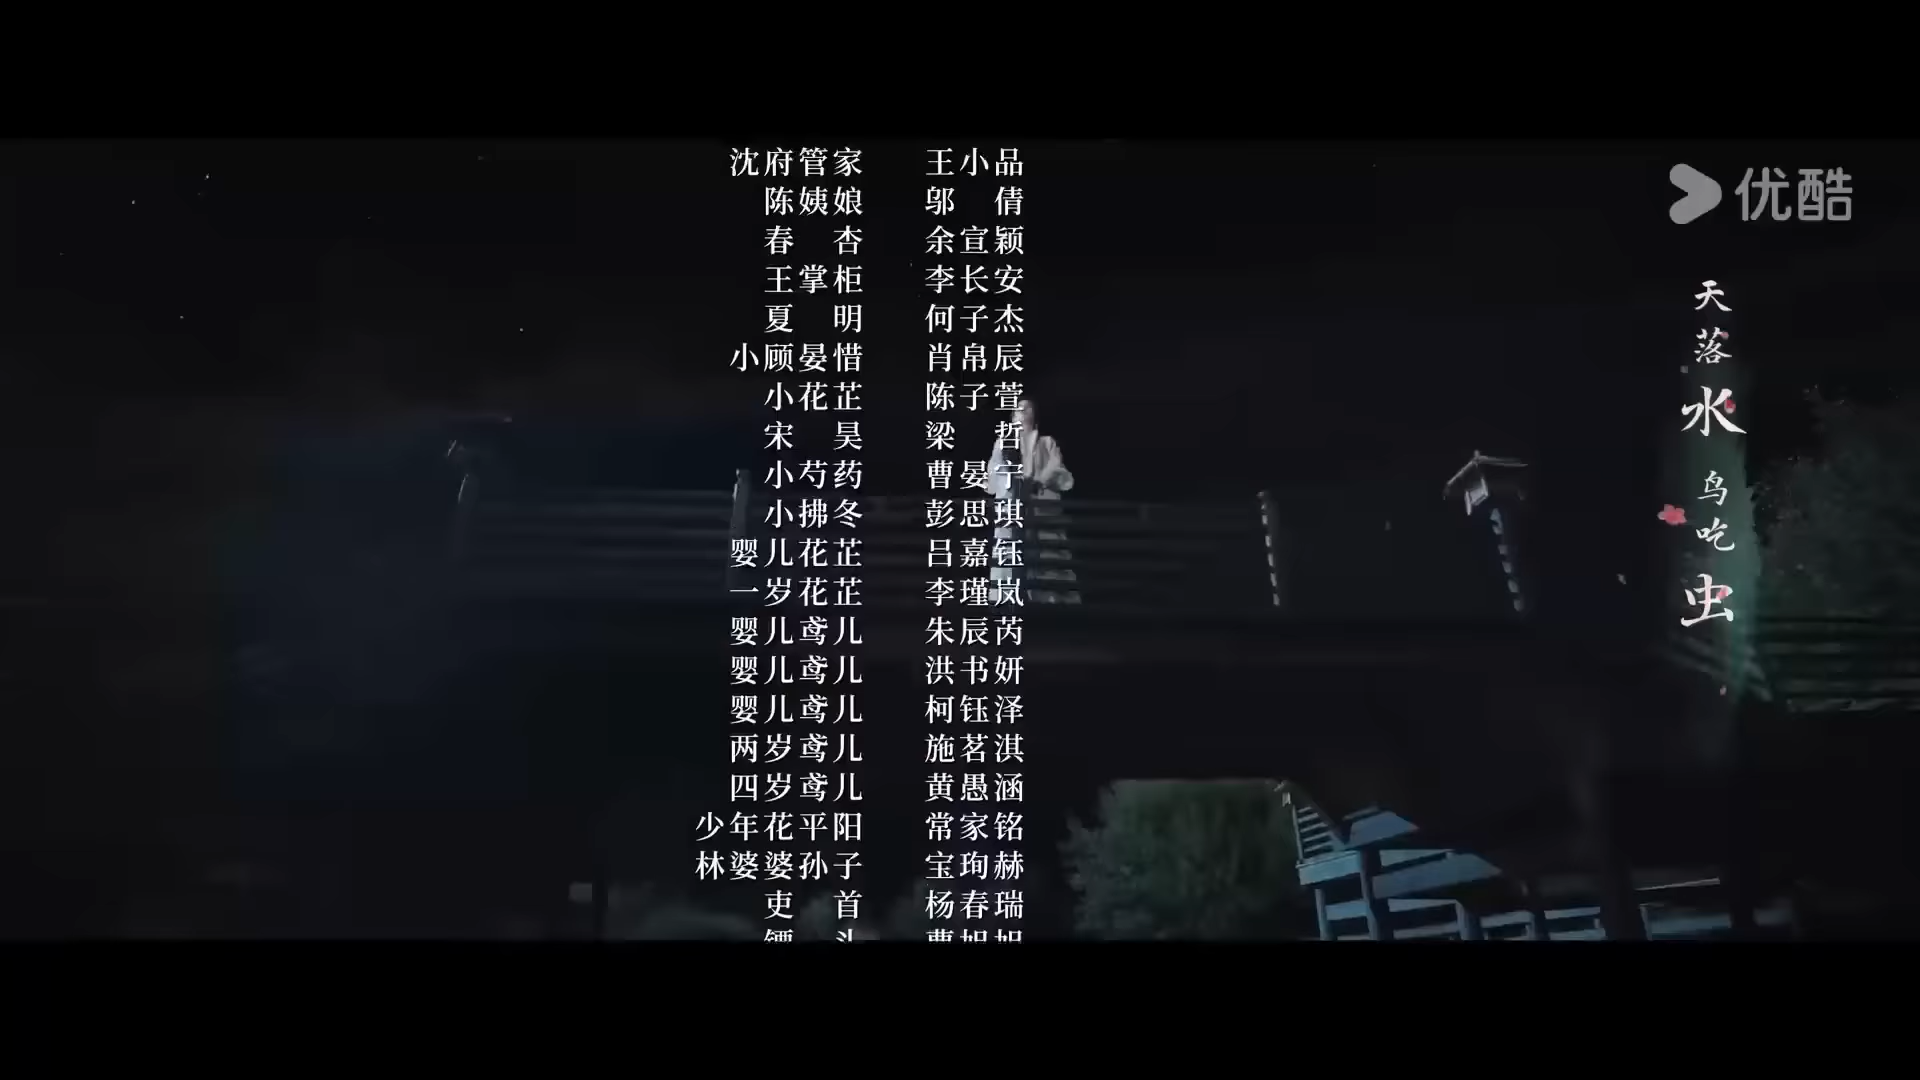 沈府管家 王小品
陈姨娘 邬倩
春杏 余宣颖
王掌柜 李长安
夏明 何子杰
小顾晏惜 肖帛辰
小花芷 陈子萱
宋昊 梁哲
小芍药 曹晏宁
小拂冬 彭思琪
婴儿花芷 吕嘉钰
一岁花芷 李瑾岚
婴儿鸢儿 朱辰芮
婴儿鸢儿 洪书妍
婴儿鸢儿 柯钰泽
两岁鸢儿 施茗淇
四岁鸢儿 黄愚涵
少年花平阳 常家铭
林婆婆孙子 宝珣赫
吏首 杨春瑞
优酷
天落水
鸟吃虫